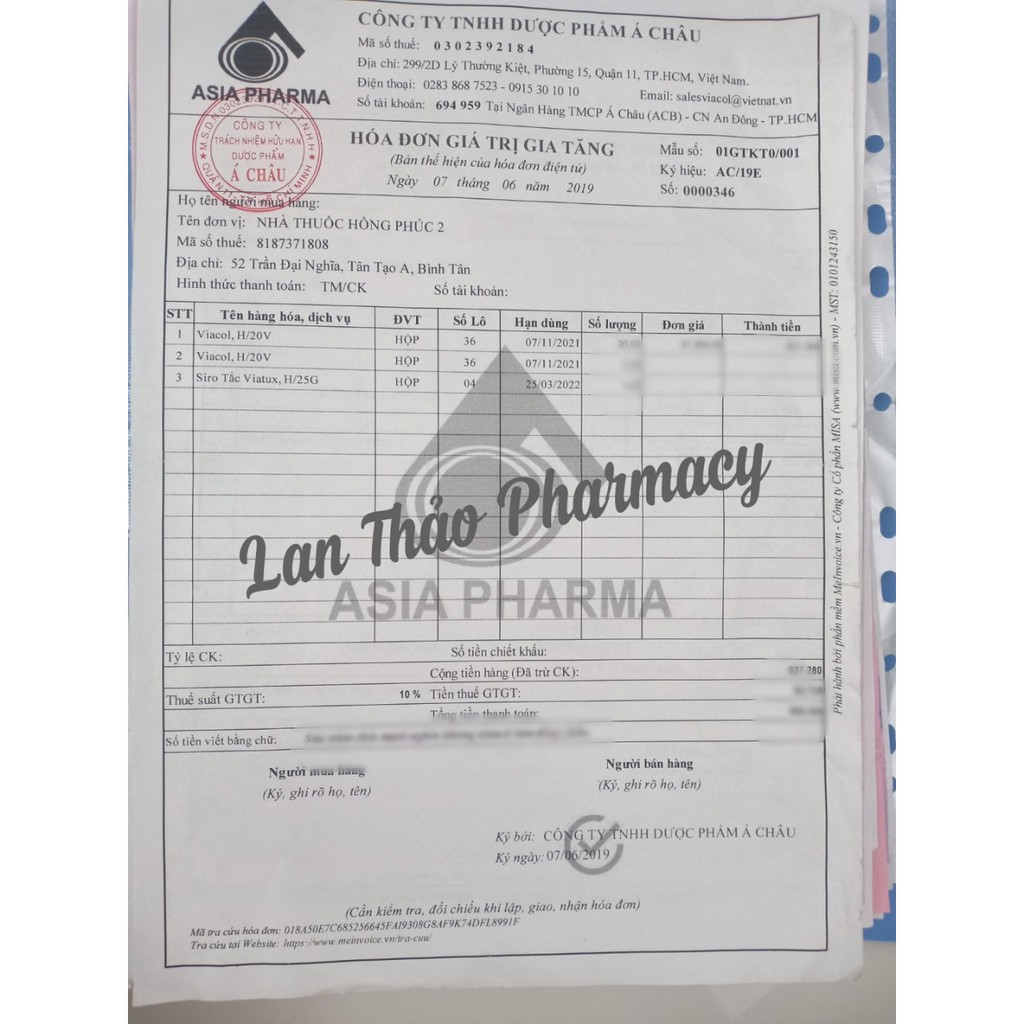 ASIA PHARMA
CÔNG TY TNHH DƯỢC PHẨM Á CHÂU
Mã số thuế: 0302392184
Địa chỉ: 299/2D Lý Thường Kiệt, Phường 15, Quận 11, TP.HCM, Việt Nam.
Điện thoại: 0283 868 7523 - 0915 30 10 10 Email: salesviacol@vietnat.vn
Số tài khoản: 694 959 Tại Ngân Hàng TMCP Á Châu (ACB) - CN An Đông - TP.HCM
CÔNG TY
TRÁCH NHIỆM HỮU HẠN
DƯỢC PHẨM
Á CHÂU
HÓA ĐƠN GIÁ TRỊ GIA TĂNG
(Bản thể hiện của hóa đơn điện tử)
Ngày 07 tháng 06 năm 2019
Mẫu số: 01GTKT0/001
Ký hiệu: AC/19E
Số: 0000346
Họ tên người mua hàng:
Tên đơn vị: NHÀ THUỐC HỒNG PHÚC 2
Mã số thuế: 8187371808
Địa chỉ: 52 Trần Đại Nghĩa, Tân Tạo A, Bình Tân
Hình thức thanh toán: TM/CK Số tài khoản:
STT Tên hàng hóa, dịch vụ ĐVT Số Lô Hạn dùng Số lượng Đơn giá Thành tiền
1 Viacol, H/20V HỘP 36 07/11/2021
2 Viacol, H/20V HỘP 36 07/11/2021
3 Siro Tắc Viatux, H/25G HỘP 04 25/03/2022
Lan Thảo Pharmacy
ASIA PHARMA
Tỷ lệ CK: Số tiền chiết khấu:
Cộng tiền hàng (Đã trừ CK):
Thuế suất GTGT: 10 % Tiền thuế GTGT:
Tổng tiền thanh toán:
Số tiền viết bằng chữ:
Người mua hàng Người bán hàng
(Ký, ghi rõ họ, tên) (Ký, ghi rõ họ, tên)
Ký bởi: CÔNG TY TNHH DƯỢC PHẨM Á CHÂU
Ký ngày: 07/06/2019
(Cần kiểm tra, đối chiếu khi lập, giao, nhận hóa đơn)
Mã tra cứu hóa đơn: 018A50E7C685256645FA19308G8AF9K74DFL8991F
Tra cứu tại Website: https://www.meinvoice.vn/tra-cuu/
Phát hành bởi phần mềm MeInvoice.vn - Công ty Cổ phần MISA (www.misa.com.vn) - MST: 0101243150